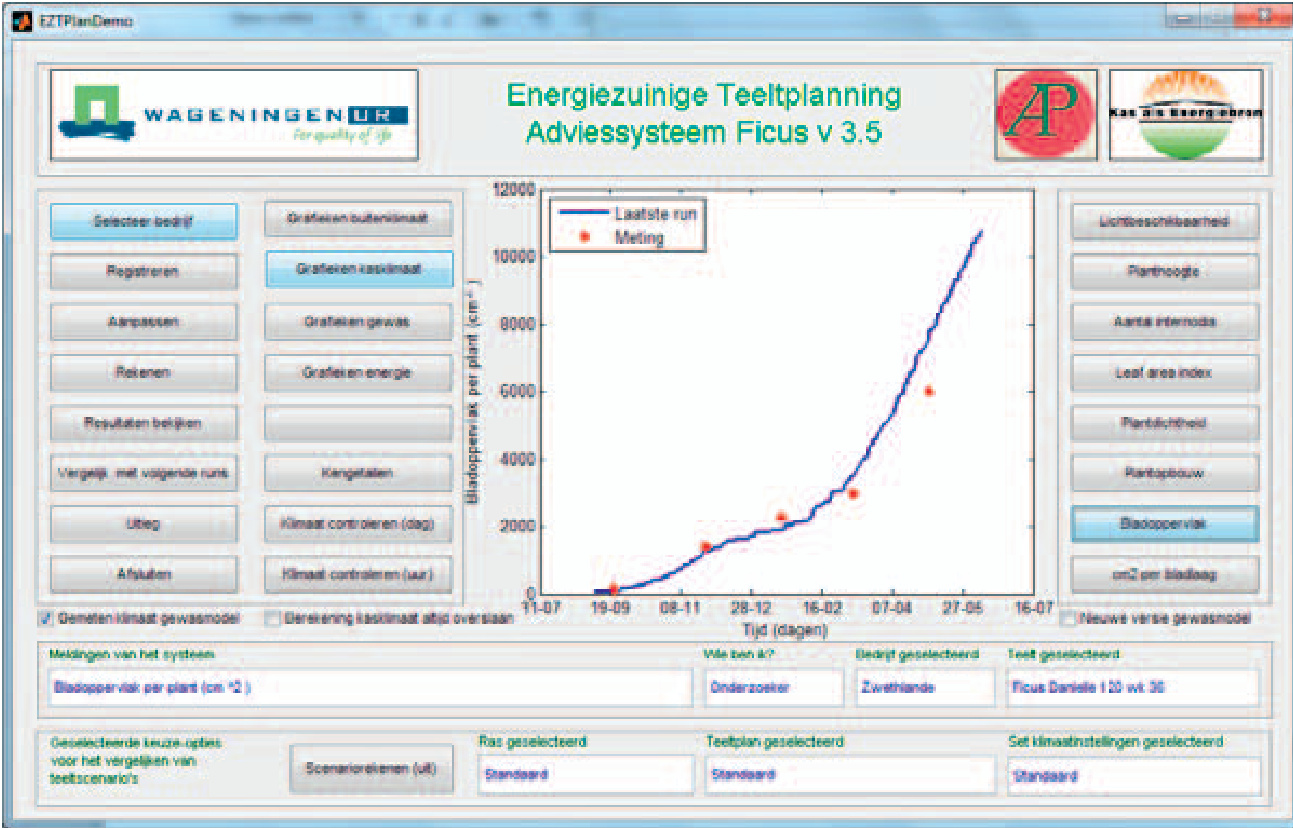 EZTPlanDemo
WAGENINGEN UR
For quality of life
Energiezuinige Teeltplanning
Adviessysteem Ficus v 3.5
AP
Kas als Energiebron
Selecteer bedrijf
Registreren
Aanpassen
Rekenen
Resultaten bekijken
Vergelijk met volgende runs
Uitleg
Afsluiten
Grafieken buitenklimaat
Grafieken kasklimaat
Grafieken gewas
Grafieken energie
Kengetallen
Klimaat controleren (dag)
Klimaat controleren (uur)
Gemeten klimaat gewasmodel
Berekening kasklimaat altijd overslaan
Bladoppervlak per plant (cm^2)
12000
10000
8000
6000
4000
2000
0
Laatste run
Meting
11-07 19-09 08-11 28-12 16-02 07-04 27-05 16-07
Tijd (dagen)
Lichtbeschikbaarheid
Planthoogte
Aantal internodia
Leaf area index
Plantdichtheid
Plantopbouw
Bladoppervlak
cm2 per bladlaag
Nieuwe versie gewasmodel
Meldingen van het systeem
Bladoppervlak per plant (cm ^2 )
Wie ben ik?
Onderzoeker
Bedrijf geselecteerd
Zwethlande
Teelt geselecteerd
Ficus Danielle 120 wk 36
Geselecteerde keuze-opties
voor het vergelijken van
teeltscenario's
Scenariorekenen (uit)
Ras geselecteerd
Standaard
Teeltplan geselecteerd
Standaard
Set klimaatinstellingen geselecteerd
Standaard